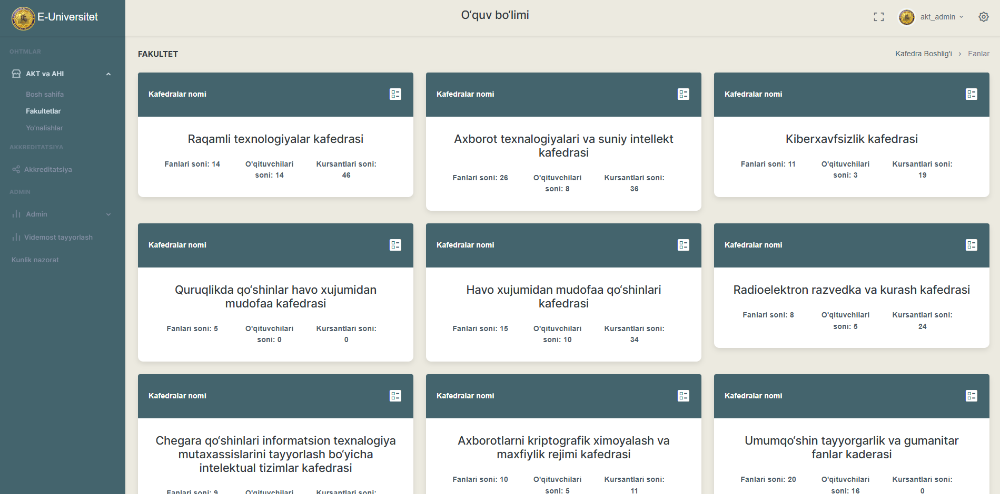 E-Universitet
O‘quv bo‘limi
akt_admin
OHTMLAR
AKT va AHI
Bosh sahifa
Fakultetlar
Yo'nalishlar
AKKREDITATSIYA
Akkreditatsiya
ADMIN
Admin
Videmost tayyorlash
Kunlik nazorat
FAKULTET
Kafedra Boshlig'i > Fanlar
Kafedralar nomi
Raqamli texnologiyalar kafedrasi
Fanlari soni: 14
O'qituvchilari
soni: 14
Kursantlari soni:
46
Kafedralar nomi
Axborot texnalogiyalari va suniy intellekt
kafedrasi
Fanlari soni: 26
O'qituvchilari
soni: 8
Kursantlari soni:
36
Kafedralar nomi
Kiberxavfsizlik kafedrasi
Fanlari soni: 11
O'qituvchilari
soni: 3
Kursantlari soni:
19
Kafedralar nomi
Quruqlikda qo‘shinlar havo xujumidan
mudofaa kafedrasi
Fanlari soni: 5
O'qituvchilari
soni: 0
Kursantlari soni:
0
Kafedralar nomi
Havo xujumidan mudofaa qo‘shinlari
kafedrasi
Fanlari soni: 15
O'qituvchilari
soni: 10
Kursantlari soni:
34
Kafedralar nomi
Radioelektron razvedka va kurash kafedrasi
Fanlari soni: 8
O'qituvchilari
soni: 5
Kursantlari soni:
24
Kafedralar nomi
Chegara qo‘shinlari informatsion texnalogiya
mutaxassislarini tayyorlash bo‘yicha
intelektual tizimlar kafedrasi
Fanlari soni: 9
O'qituvchilari
Kursantlari soni:
Kafedralar nomi
Axborotlarni kriptografik ximoyalash va
maxfiylik rejimi kafedrasi
Fanlari soni: 10
O'qituvchilari
soni: 5
Kursantlari soni:
11
Kafedralar nomi
Umumqo‘shin tayyorgarlik va gumanitar
fanlar kaderasi
Fanlari soni: 20
O'qituvchilari
soni: 16
Kursantlari soni:
0